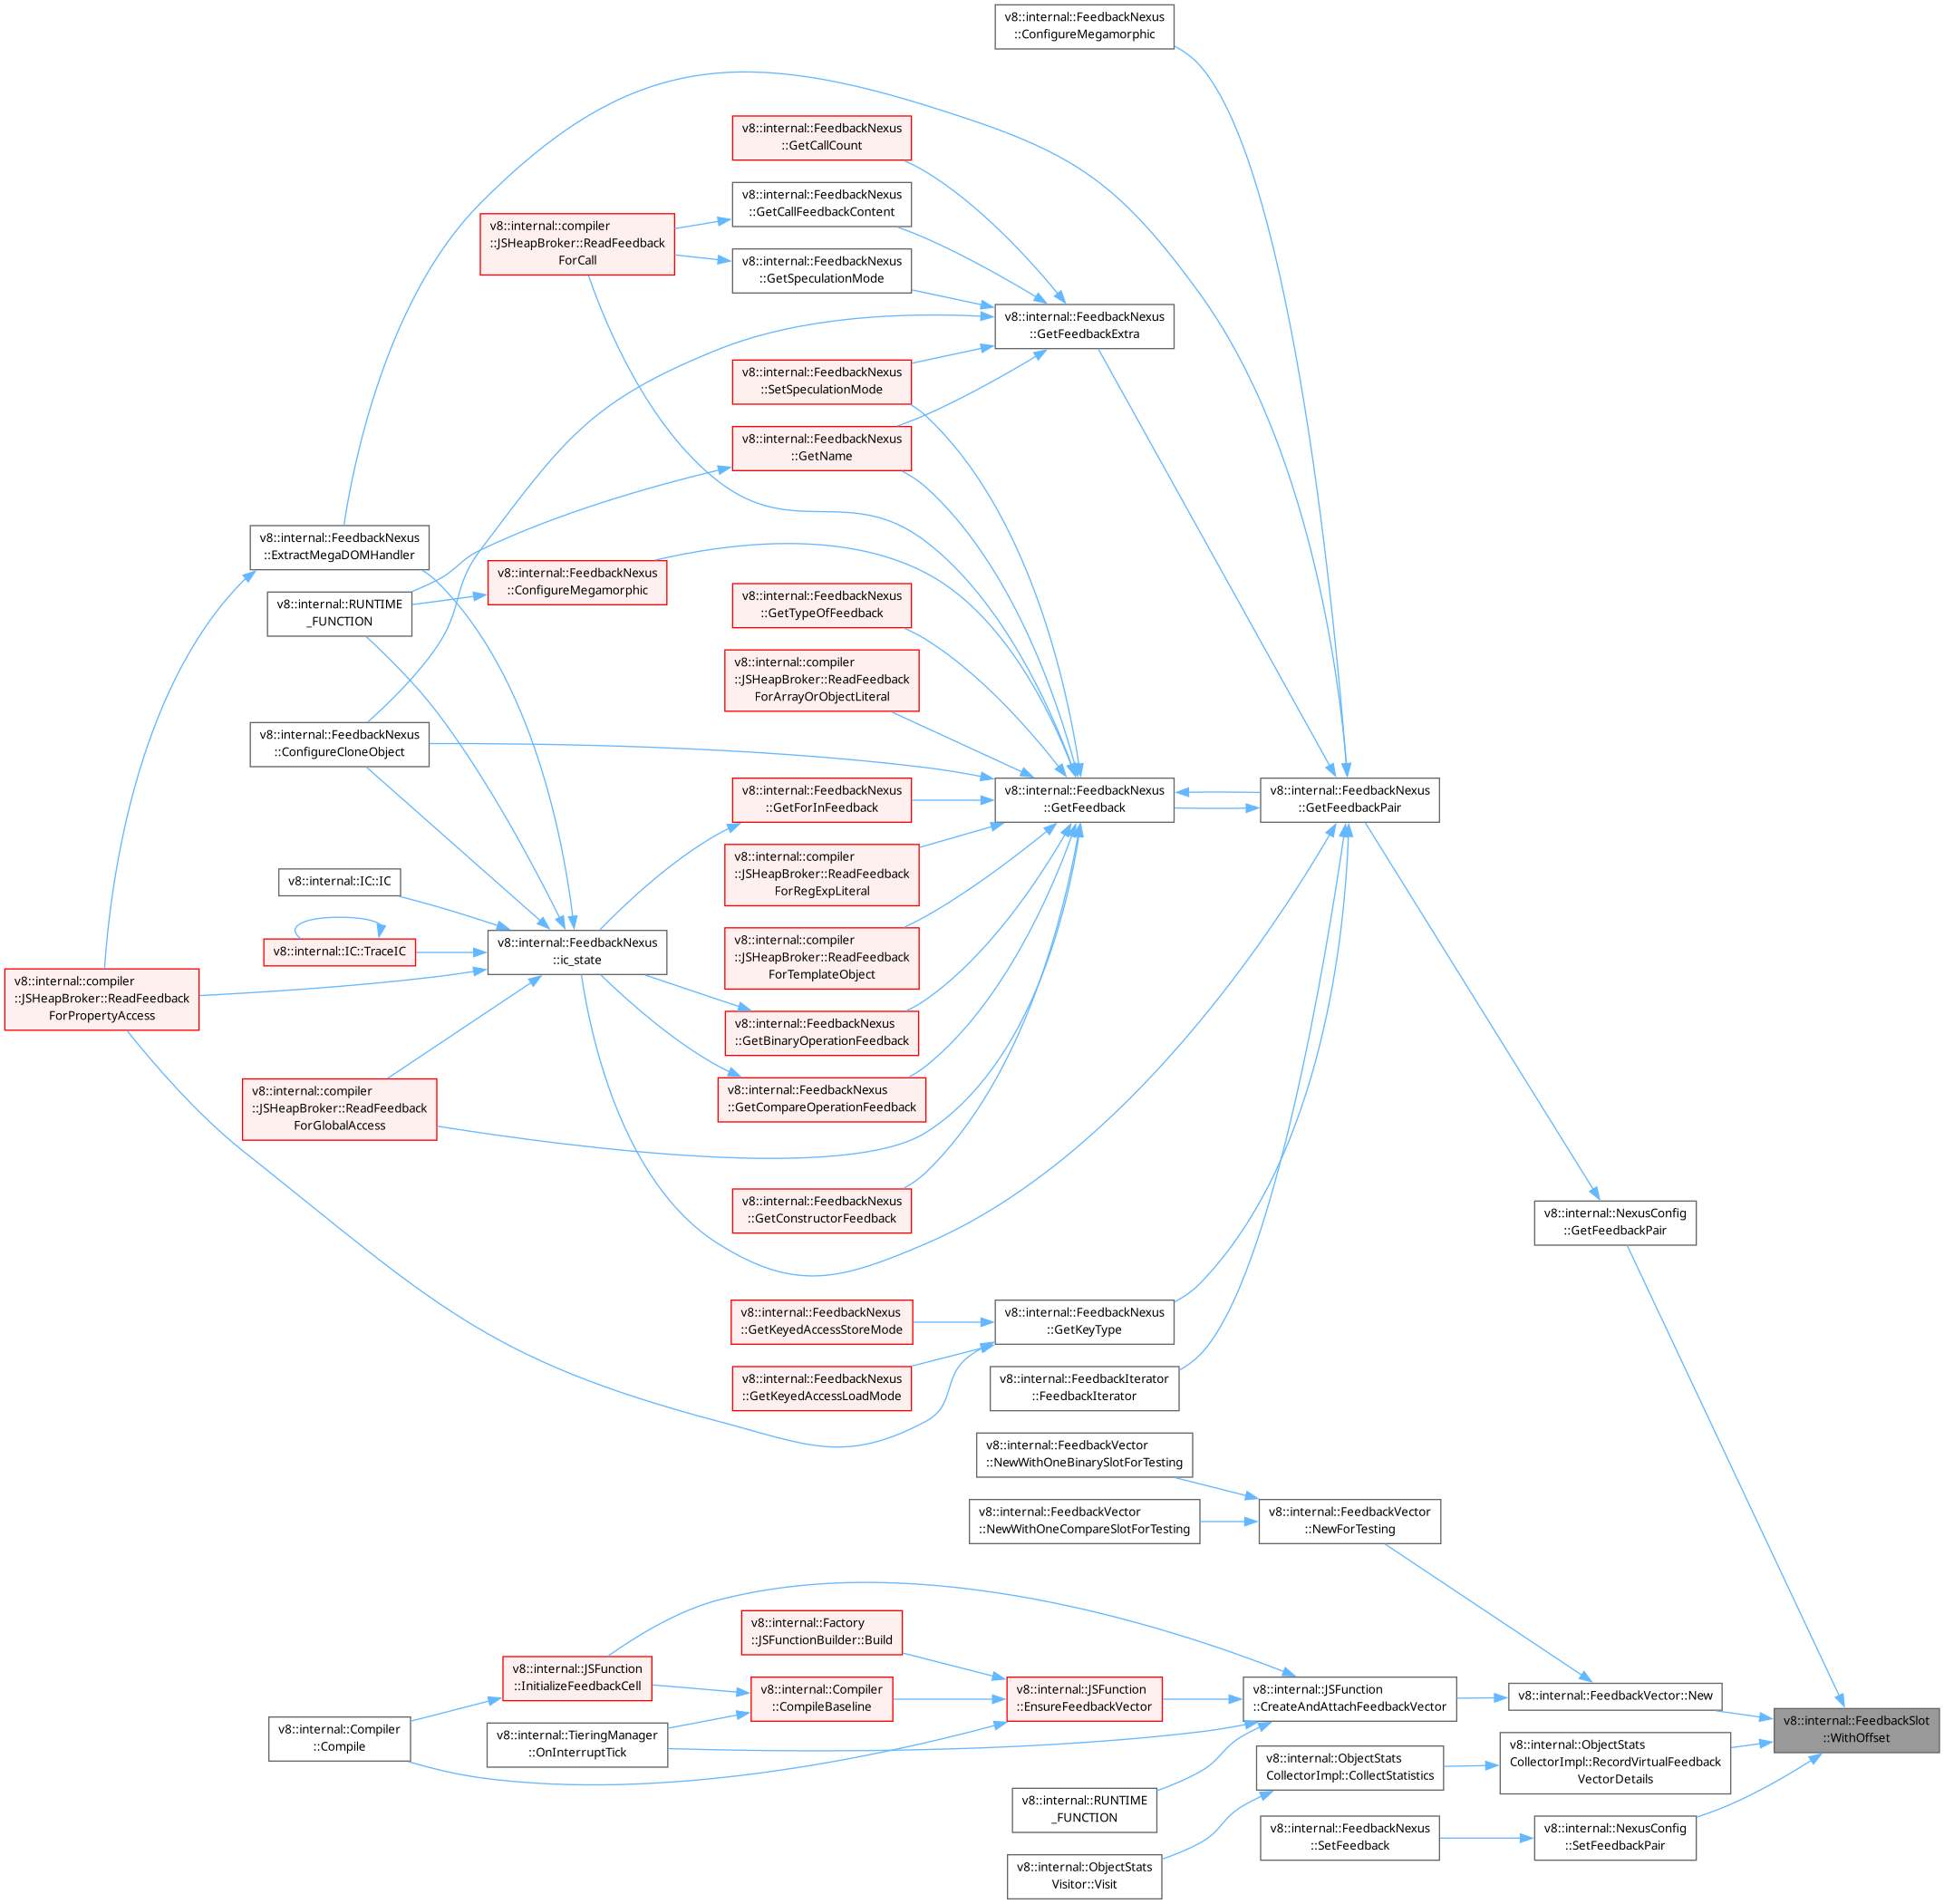 v8::internal::FeedbackNexus
::ConfigureMegamorphic
v8::internal::FeedbackNexus
::GetCallCount
v8::internal::FeedbackNexus
::GetCallFeedbackContent
v8::internal::compiler
::JSHeapBroker::ReadFeedback
ForCall
v8::internal::FeedbackNexus
::GetSpeculationMode
v8::internal::FeedbackNexus
::GetFeedbackExtra
v8::internal::FeedbackNexus
::SetSpeculationMode
v8::internal::FeedbackNexus
::GetName
v8::internal::FeedbackNexus
::ExtractMegaDOMHandler
v8::internal::FeedbackNexus
::ConfigureMegamorphic
v8::internal::RUNTIME
_FUNCTION
v8::internal::FeedbackNexus
::GetTypeOfFeedback
v8::internal::compiler
::JSHeapBroker::ReadFeedback
ForArrayOrObjectLiteral
v8::internal::FeedbackNexus
::ConfigureCloneObject
v8::internal::FeedbackNexus
::GetForInFeedback
v8::internal::FeedbackNexus
::GetFeedback
v8::internal::FeedbackNexus
::GetFeedbackPair
v8::internal::compiler
::JSHeapBroker::ReadFeedback
ForRegExpLiteral
v8::internal::IC::IC
v8::internal::IC::TraceIC
v8::internal::FeedbackNexus
::ic_state
v8::internal::compiler
::JSHeapBroker::ReadFeedback
ForTemplateObject
v8::internal::compiler
::JSHeapBroker::ReadFeedback
ForPropertyAccess
v8::internal::FeedbackNexus
::GetBinaryOperationFeedback
v8::internal::compiler
::JSHeapBroker::ReadFeedback
ForGlobalAccess
v8::internal::FeedbackNexus
::GetCompareOperationFeedback
v8::internal::FeedbackNexus
::GetConstructorFeedback
v8::internal::NexusConfig
::GetFeedbackPair
v8::internal::FeedbackNexus
::GetKeyedAccessStoreMode
v8::internal::FeedbackNexus
::GetKeyType
v8::internal::FeedbackNexus
::GetKeyedAccessLoadMode
v8::internal::FeedbackIterator
::FeedbackIterator
v8::internal::FeedbackVector
::NewWithOneBinarySlotForTesting
v8::internal::FeedbackVector
::NewWithOneCompareSlotForTesting
v8::internal::FeedbackVector
::NewForTesting
v8::internal::Factory
::JSFunctionBuilder::Build
v8::internal::JSFunction
::InitializeFeedbackCell
v8::internal::Compiler
::CompileBaseline
v8::internal::JSFunction
::EnsureFeedbackVector
v8::internal::JSFunction
::CreateAndAttachFeedbackVector
v8::internal::FeedbackVector::New
v8::internal::FeedbackSlot
::WithOffset
v8::internal::Compiler
::Compile
v8::internal::TieringManager
::OnInterruptTick
v8::internal::ObjectStats
CollectorImpl::CollectStatistics
v8::internal::ObjectStats
CollectorImpl::RecordVirtualFeedback
VectorDetails
v8::internal::RUNTIME
_FUNCTION
v8::internal::FeedbackNexus
::SetFeedback
v8::internal::NexusConfig
::SetFeedbackPair
v8::internal::ObjectStats
Visitor::Visit